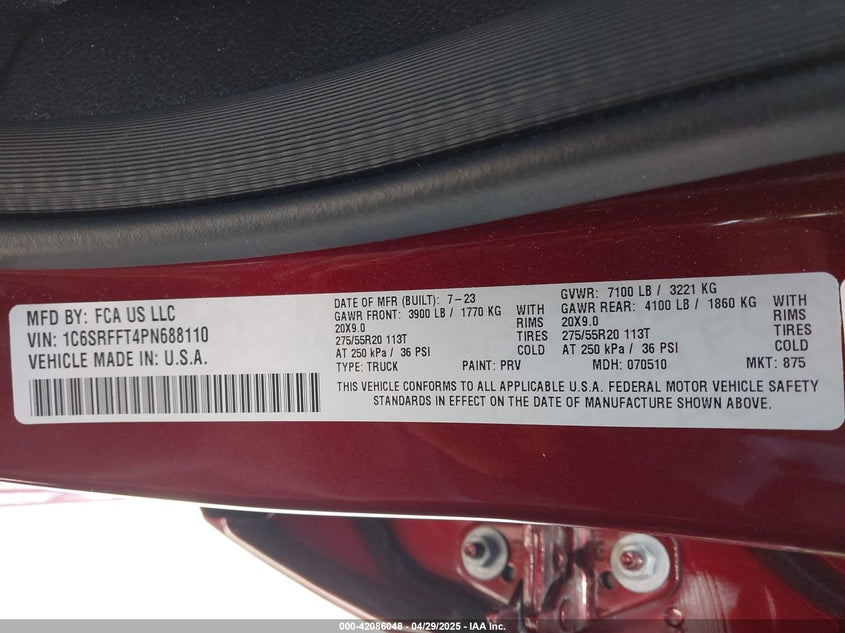 MFD BY: FCA US LLC
VIN: 1C6SRFFT4PN688110
VEHICLE MADE IN U.S.A.
DATE OF MFR (BUILT): 7-23
GVWR: 7100 LB / 3221 KG
GAWR FRONT: 3900 LB / 1770 KG WITH
GAWR REAR: 4100 LB / 1860 KG WITH
20X9.0 RIMS
20X9.0 RIMS
275/55R20 113T TIRES
275/55R20 113T TIRES
AT 250 kPa / 36 PSI COLD
AT 250 kPa / 36 PSI COLD
TYPE: TRUCK PAINT: PRV MDH: 070510 MKT: 875
THIS VEHICLE CONFORMS TO ALL APPLICABLE U.S.A. FEDERAL MOTOR VEHICLE SAFETY
STANDARDS IN EFFECT ON THE DATE OF MANUFACTURE SHOWN ABOVE.
000-42086048 - 04/29/2025 - IAA Inc.